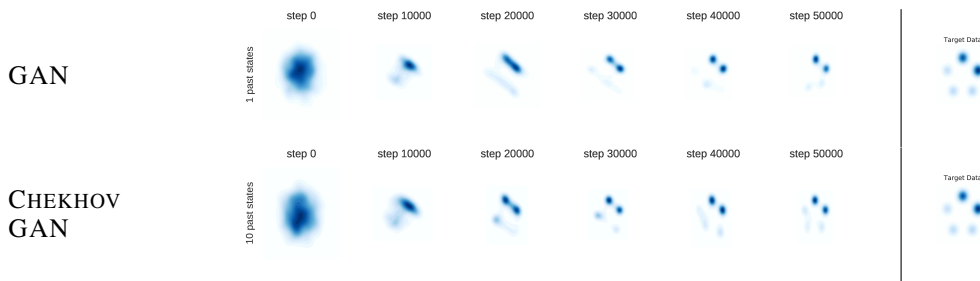 step 0 step 10000 step 20000 step 30000 step 40000 step 50000
Target Data
GAN
1 past states
step 0 step 10000 step 20000 step 30000 step 40000 step 50000
Target Data
CHEKHOV
GAN
10 past states